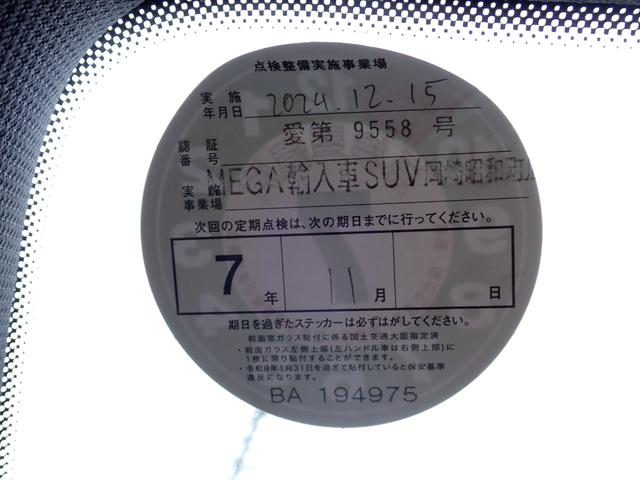 点検整備実施事業場
実施年月日 2024.12.15
認証番号 愛第 9558 号
実施事業場 MEGA輸入車SUV岡崎昭和町
次回の定期点検は、次の期日までに行ってください。
7年 11月 日
期日を過ぎたステッカーは必ずはがしてください。
前面窓ガラス貼付に係る国土交通大臣指定済
・前面ガラス左側上部(左ハンドル車は右側上部)に
1枚に限り貼付することができます。
・令和8年1月31日を過ぎて貼付していると保安基準
違反になります。
BA 194975